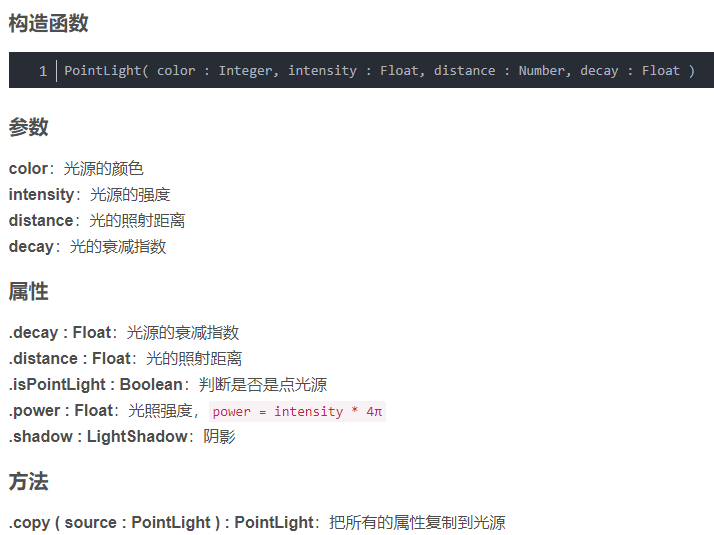 构造函数
1 PointLight( color : Integer, intensity : Float, distance : Number, decay : Float )
参数
color：光源的颜色
intensity：光源的强度
distance：光的照射距离
decay：光的衰减指数
属性
.decay : Float：光源的衰减指数
.distance : Float：光的照射距离
.isPointLight : Boolean：判断是否是点光源
.power : Float：光照强度，power = intensity * 4π
.shadow : LightShadow：阴影
方法
.copy ( source : PointLight ) : PointLight：把所有的属性复制到光源